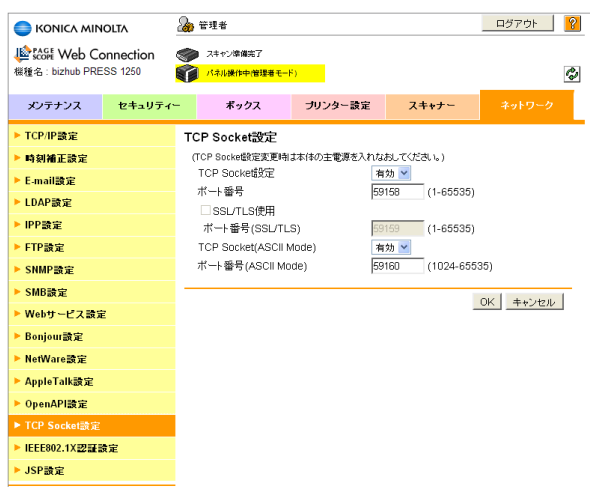 KONICA MINOLTA
管理者
ログアウト
?
PAGE SCOPE Web Connection
スキャン準備完了
機種名 : bizhub PRESS 1250
パネル操作中(管理者モード)
メンテナンス
セキュリティー
ボックス
プリンター設定
スキャナー
ネットワーク
TCP/IP設定
時刻補正設定
E-mail設定
LDAP設定
IPP設定
FTP設定
SNMP設定
SMB設定
Webサービス設定
Bonjour設定
NetWare設定
AppleTalk設定
OpenAPI設定
TCP Socket設定
IEEE802.1X認証設定
JSP設定
TCP Socket設定
(TCP Socket設定変更時は本体の主電源を入れなおしてください。)
TCP Socket設定 有効
ポート番号 59158 (1-65535)
SSL/TLS使用
ポート番号(SSL/TLS) 59159 (1-65535)
TCP Socket(ASCII Mode) 有効
ポート番号(ASCII Mode) 59160 (1024-65535)
OK キャンセル